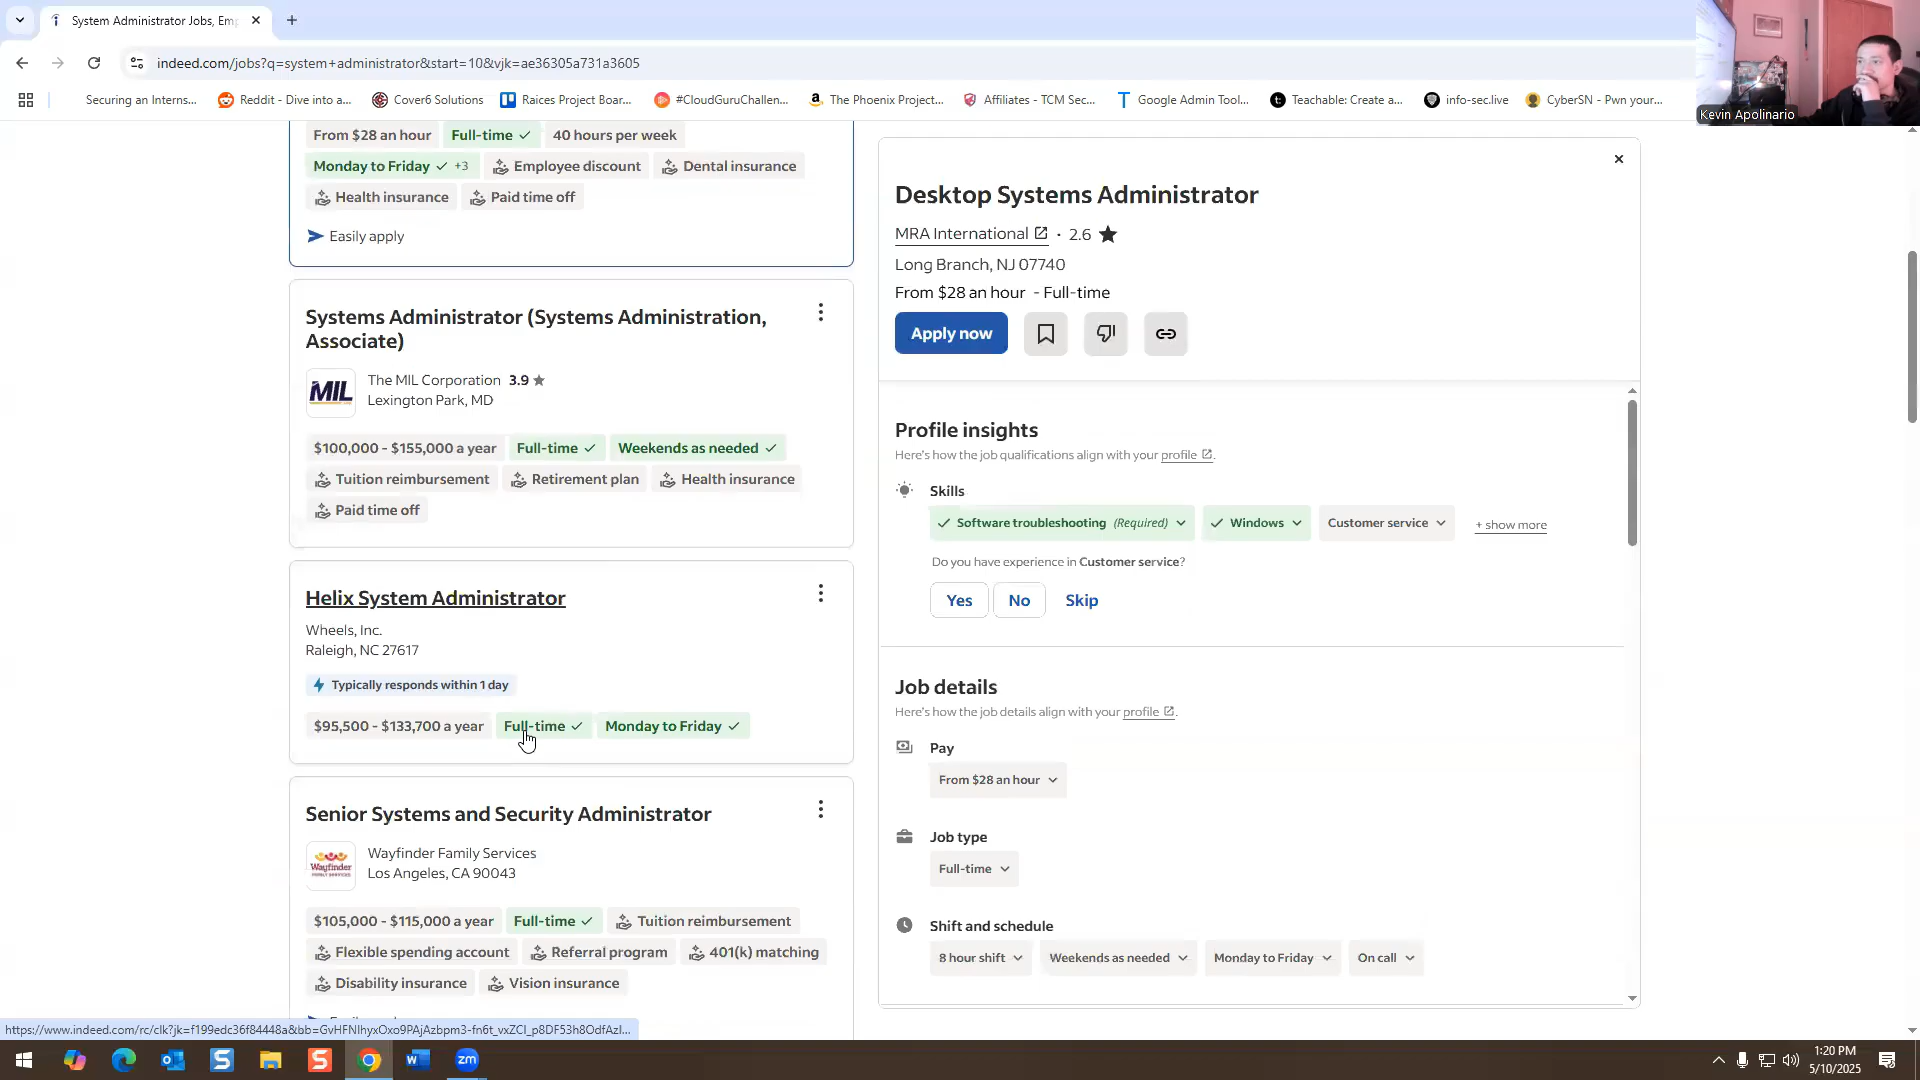 System Administrator Jobs, Emp
indeed.com/jobs?q=system+administrator&start=10&vjk=ae36305a731a3605
Securing an Interns...
Reddit - Dive into a...
Cover6 Solutions
Raices Project Boar...
#CloudGuruChallen...
The Phoenix Project...
Affiliates - TCM Sec...
Google Admin Tool...
Teachable: Create a...
info-sec.live
CyberSN - Pwn your...
Kevin Apolinario
From $28 an hour
Full-time
40 hours per week
Monday to Friday +3
Employee discount
Dental insurance
Health insurance
Paid time off
Easily apply
Systems Administrator (Systems Administration,
Associate)
MIL
The MIL Corporation 3.9
Lexington Park, MD
$100,000 - $155,000 a year
Full-time
Weekends as needed
Tuition reimbursement
Retirement plan
Health insurance
Paid time off
Helix System Administrator
Wheels, Inc.
Raleigh, NC 27617
Typically responds within 1 day
$95,500 - $133,700 a year
Full-time
Monday to Friday
Senior Systems and Security Administrator
Wayfinder
FAMILY SERVICES
Wayfinder Family Services
Los Angeles, CA 90043
$105,000 - $115,000 a year
Full-time
Tuition reimbursement
Flexible spending account
Referral program
401(k) matching
Disability insurance
Vision insurance
Desktop Systems Administrator
MRA International · 2.6
Long Branch, NJ 07740
From $28 an hour - Full-time
Apply now
Profile insights
Here's how the job qualifications align with your profile.
Skills
Software troubleshooting (Required)
Windows
Customer service
+ show more
Do you have experience in Customer service?
Yes
No
Skip
Job details
Here's how the job details align with your profile.
Pay
From $28 an hour
Job type
Full-time
Shift and schedule
8 hour shift
Weekends as needed
Monday to Friday
On call
zm
1:20 PM
5/10/2025